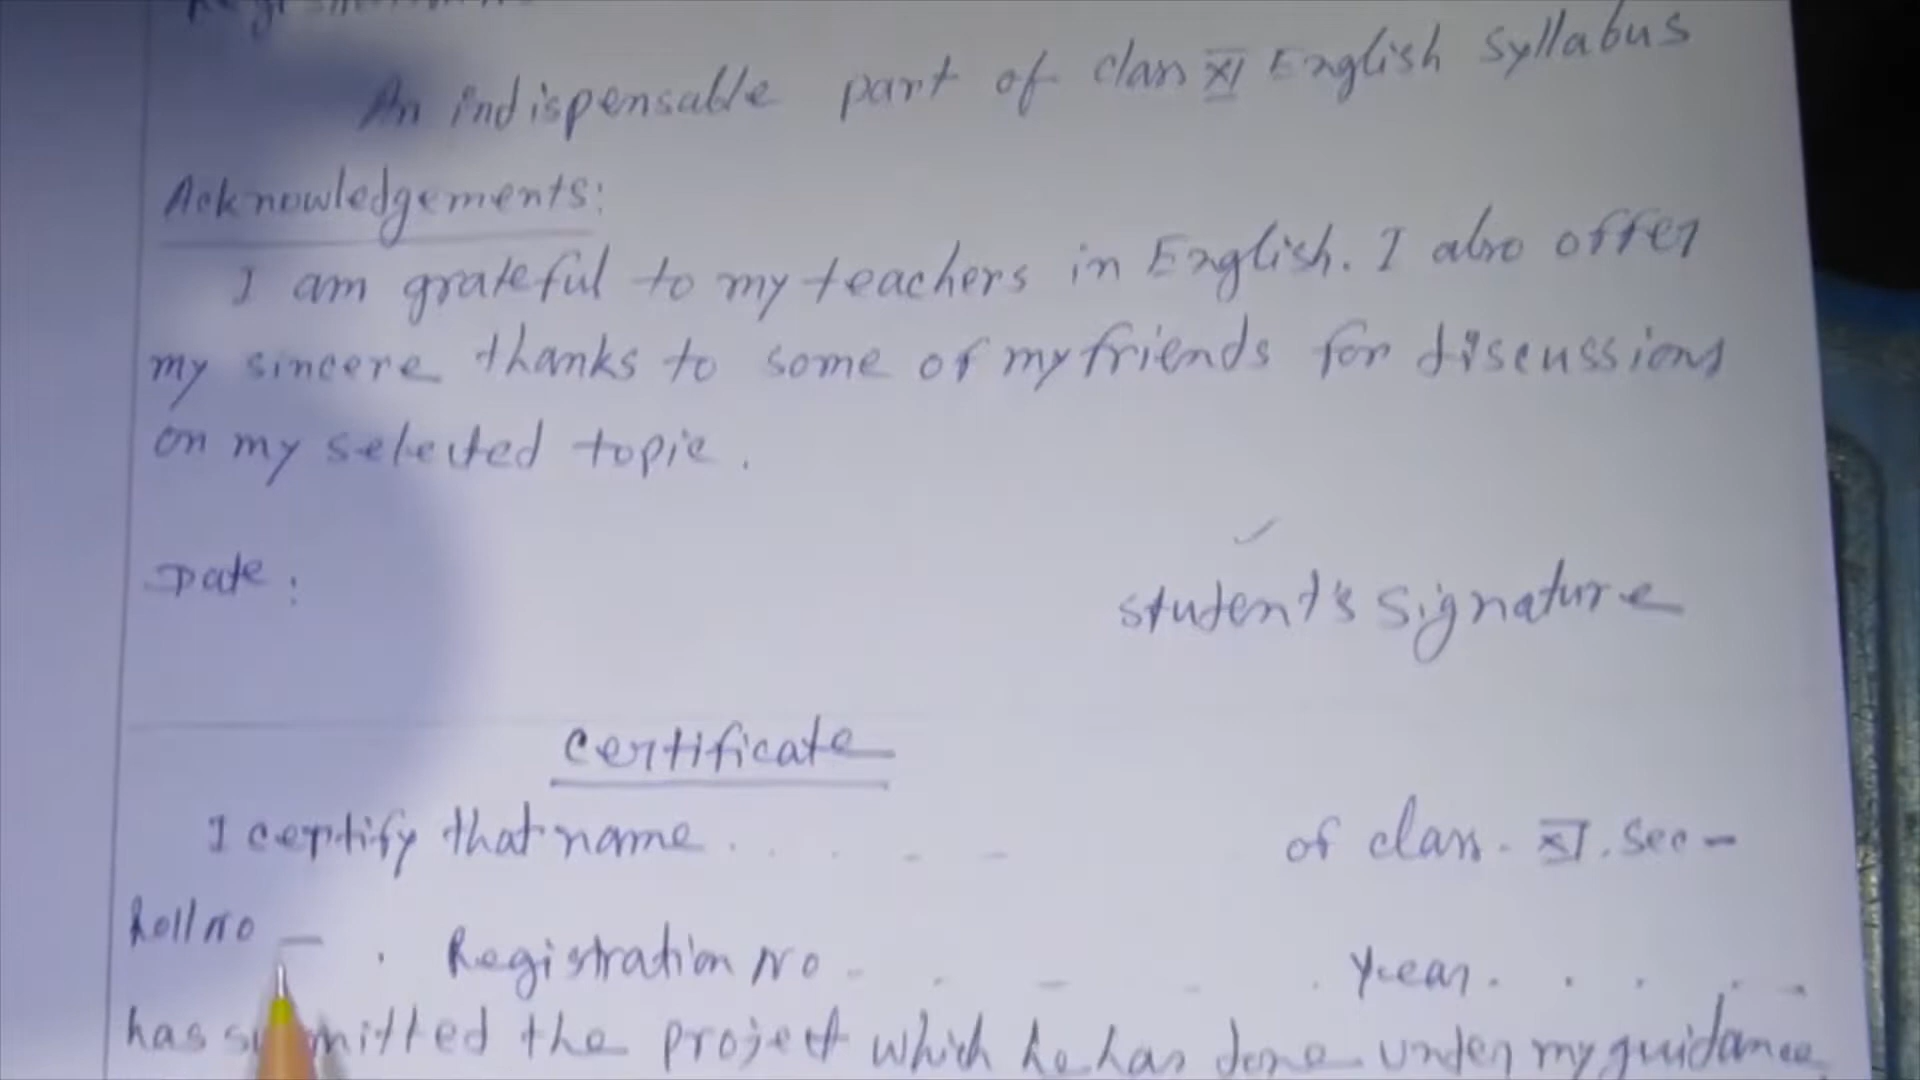 An indispensable part of class XI English Syllabus
Acknowledgements:
I am grateful to my teachers in English. I also offer
my sincere thanks to some of my friends for discussions
on my selected topic.
Date:
student's signature
Certificate
I certify that name . . . . - - of class. XI. Sec -
Roll no - . Registration No - . - - . Year. . . . -
has submitted the project which he has done under my guidance